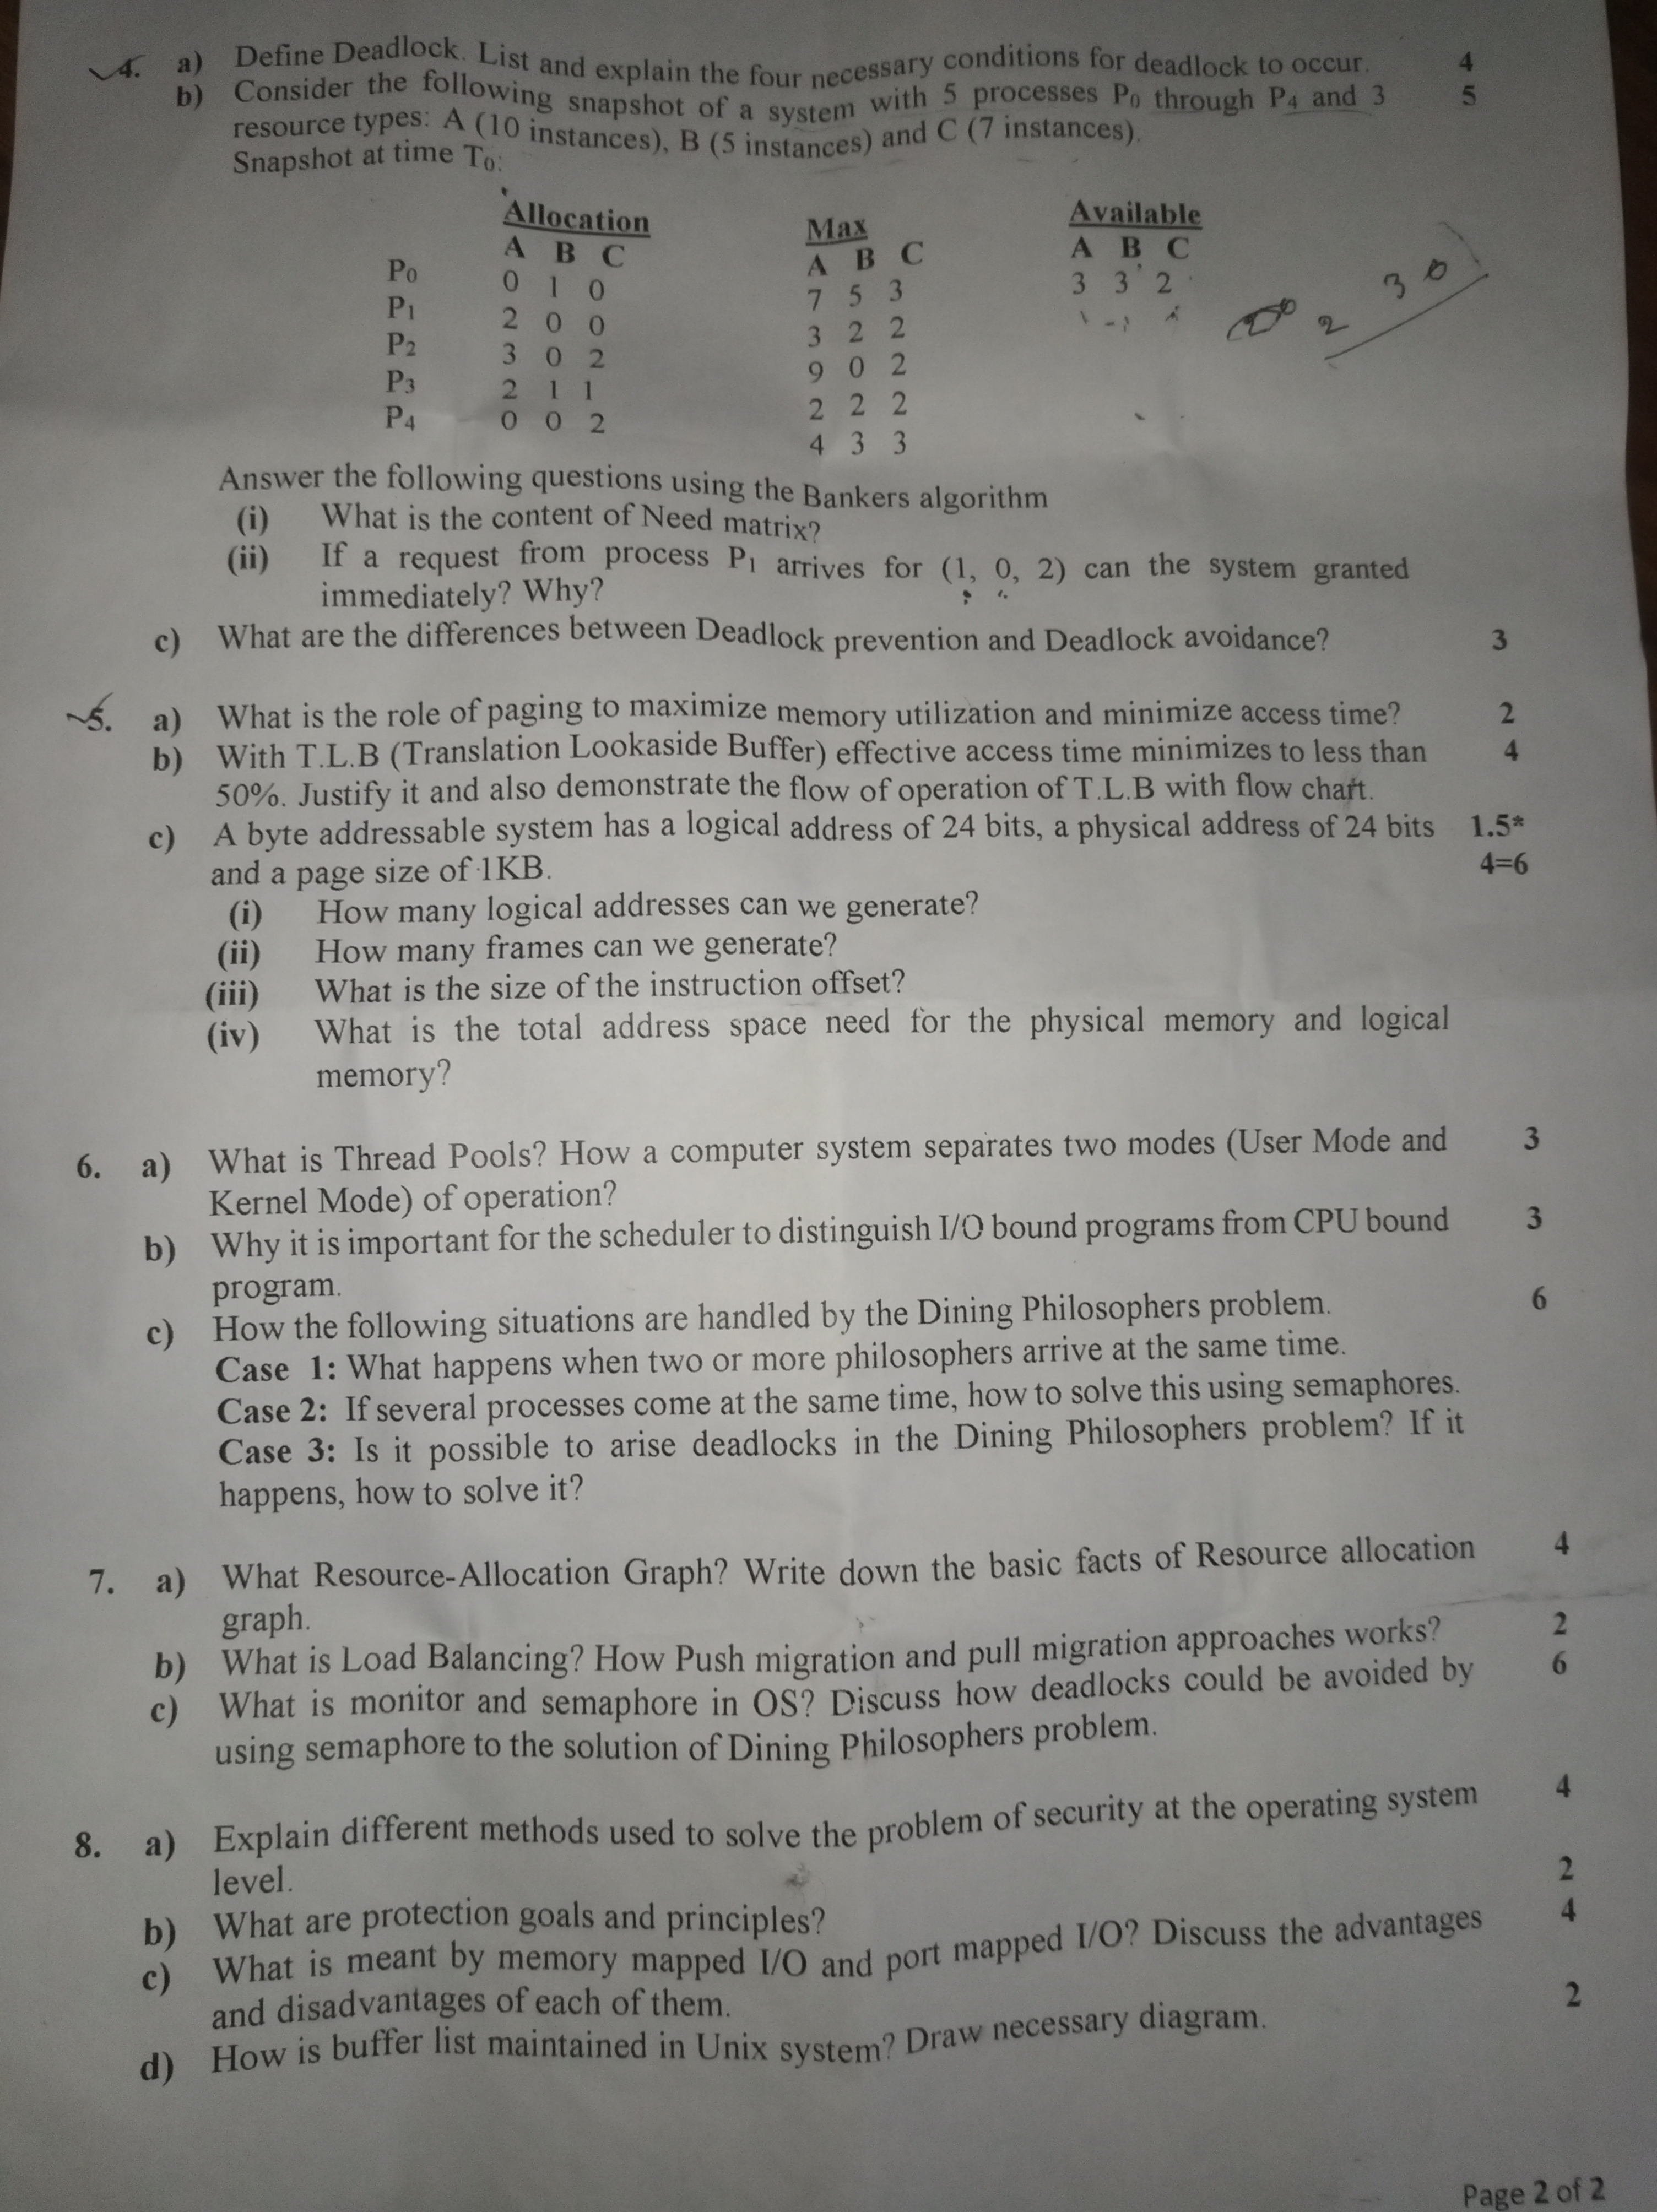 4. a) Define Deadlock. List and explain the four necessary conditions for deadlock to occur. 4
b) Consider the following snapshot of a system with 5 processes P0 through P4 and 3 5
resource types: A (10 instances), B (5 instances) and C (7 instances).
Snapshot at time T0:
Allocation Max Available
A B C A B C A B C
P0 0 1 0 7 5 3 3 3 2
P1 2 0 0 3 2 2
P2 3 0 2 9 0 2
P3 2 1 1 2 2 2
P4 0 0 2 4 3 3
2 3 0
Answer the following questions using the Bankers algorithm
(i) What is the content of Need matrix?
(ii) If a request from process P1 arrives for (1, 0, 2) can the system granted
immediately? Why?
c) What are the differences between Deadlock prevention and Deadlock avoidance? 3
5. a) What is the role of paging to maximize memory utilization and minimize access time? 2
b) With T.L.B (Translation Lookaside Buffer) effective access time minimizes to less than 4
50%. Justify it and also demonstrate the flow of operation of T.L.B with flow chart.
c) A byte addressable system has a logical address of 24 bits, a physical address of 24 bits 1.5*
and a page size of 1KB. 4=6
(i) How many logical addresses can we generate?
(ii) How many frames can we generate?
(iii) What is the size of the instruction offset?
(iv) What is the total address space need for the physical memory and logical
memory?
6. a) What is Thread Pools? How a computer system separates two modes (User Mode and 3
Kernel Mode) of operation?
b) Why it is important for the scheduler to distinguish I/O bound programs from CPU bound 3
program.
c) How the following situations are handled by the Dining Philosophers problem. 6
Case 1: What happens when two or more philosophers arrive at the same time.
Case 2: If several processes come at the same time, how to solve this using semaphores.
Case 3: Is it possible to arise deadlocks in the Dining Philosophers problem? If it
happens, how to solve it?
7. a) What Resource-Allocation Graph? Write down the basic facts of Resource allocation 4
graph.
b) What is Load Balancing? How Push migration and pull migration approaches works? 2
c) What is monitor and semaphore in OS? Discuss how deadlocks could be avoided by 6
using semaphore to the solution of Dining Philosophers problem.
8. a) Explain different methods used to solve the problem of security at the operating system 4
level.
b) What are protection goals and principles? 2
c) What is meant by memory mapped I/O and port mapped I/O? Discuss the advantages 4
and disadvantages of each of them.
d) How is buffer list maintained in Unix system? Draw necessary diagram. 2
Page 2 of 2